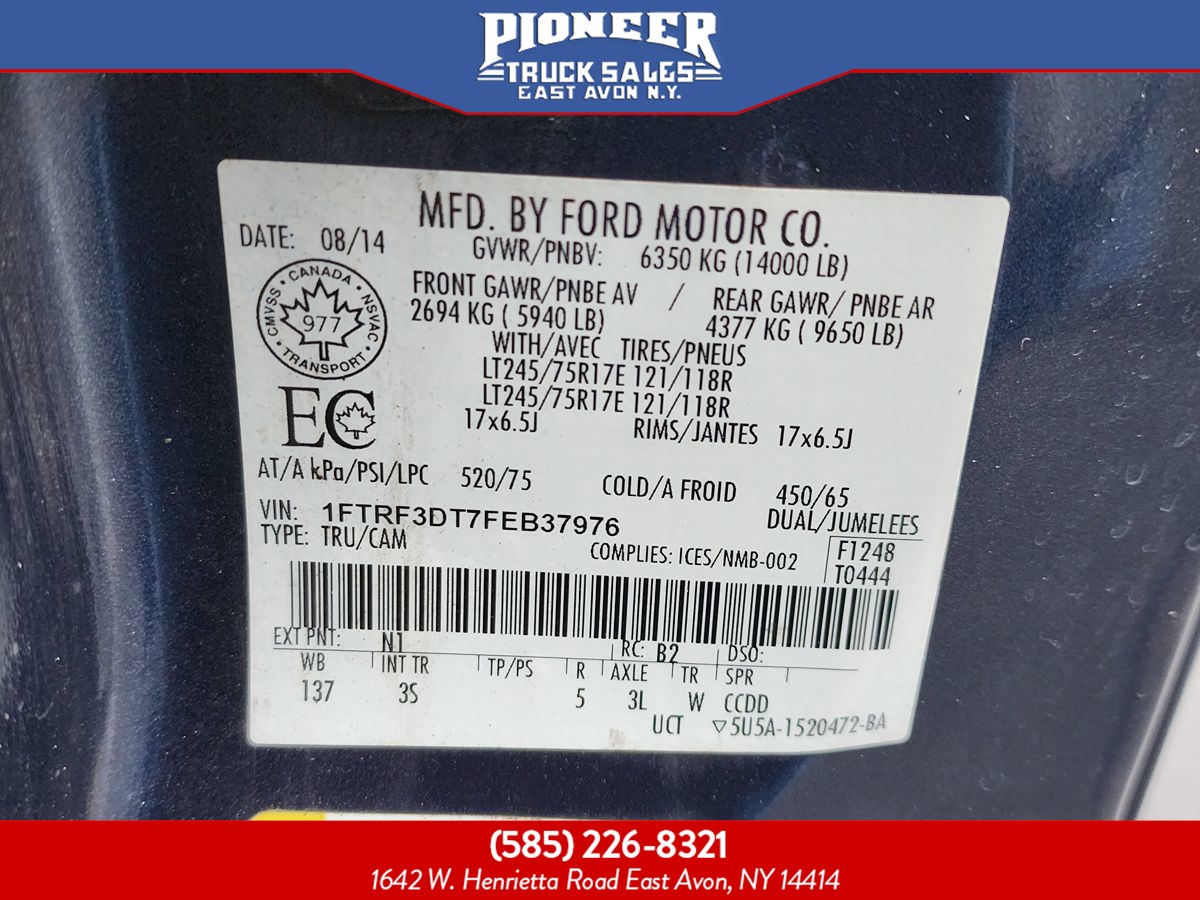 PIONEER
TRUCK SALES
EAST AVON N.Y.
MFD. BY FORD MOTOR CO.
DATE: 08/14
GVWR/PNBV: 6350 KG (14000 LB)
FRONT GAWR/PNBE AV / REAR GAWR/ PNBE AR
2694 KG ( 5940 LB) 4377 KG ( 9650 LB)
WITH/AVEC TIRES/PNEUS
LT245/75R17E 121/118R
LT245/75R17E 121/118R
17x6.5J RIMS/JANTES 17x6.5J
CMVSS · CANADA · NSVAC
977
· TRANSPORT ·
EC
AT/A kPa/PSI/LPC 520/75 COLD/A FROID 450/65
VIN: 1FTRF3DT7FEB37976 DUAL/JUMELEES
TYPE: TRU/CAM COMPLIES: ICES/NMB-002
F1248
T0444
EXT PNT: N1 RC: B2 DSO:
WB INT TR TP/PS R AXLE TR SPR
137 3S 5 3L W CCDD
UCT ▽5U5A-1520472-BA
(585) 226-8321
1642 W. Henrietta Road East Avon, NY 14414